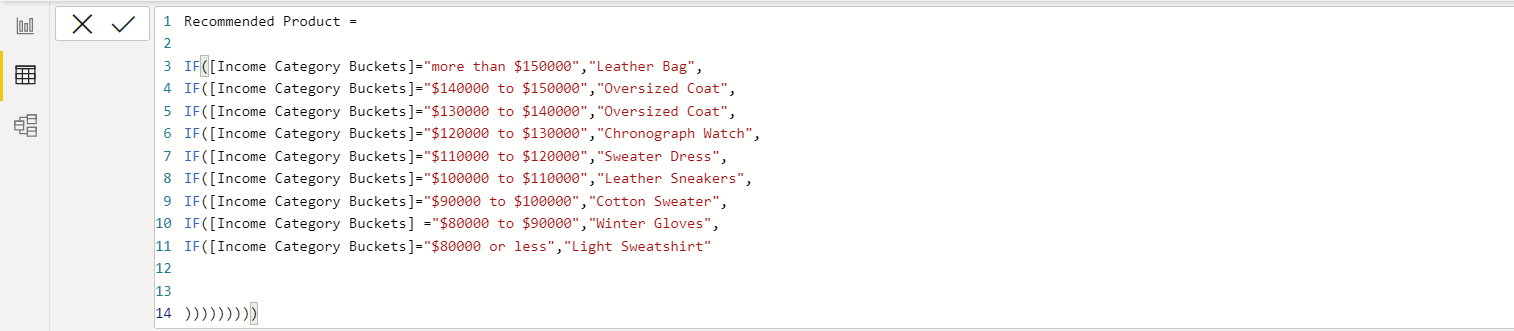 1 Recommended Product =
2
3 IF([Income Category Buckets]="more than $150000","Leather Bag",
4 IF([Income Category Buckets]="$140000 to $150000","Oversized Coat",
5 IF([Income Category Buckets]="$130000 to $140000","Oversized Coat",
6 IF([Income Category Buckets]="$120000 to $130000","Chronograph Watch",
7 IF([Income Category Buckets]="$110000 to $120000","Sweater Dress",
8 IF([Income Category Buckets]="$100000 to $110000","Leather Sneakers",
9 IF([Income Category Buckets]="$90000 to $100000","Cotton Sweater",
10 IF([Income Category Buckets] ="$80000 to $90000","Winter Gloves",
11 IF([Income Category Buckets]="$80000 or less","Light Sweatshirt"
12
13
14 )))))))))